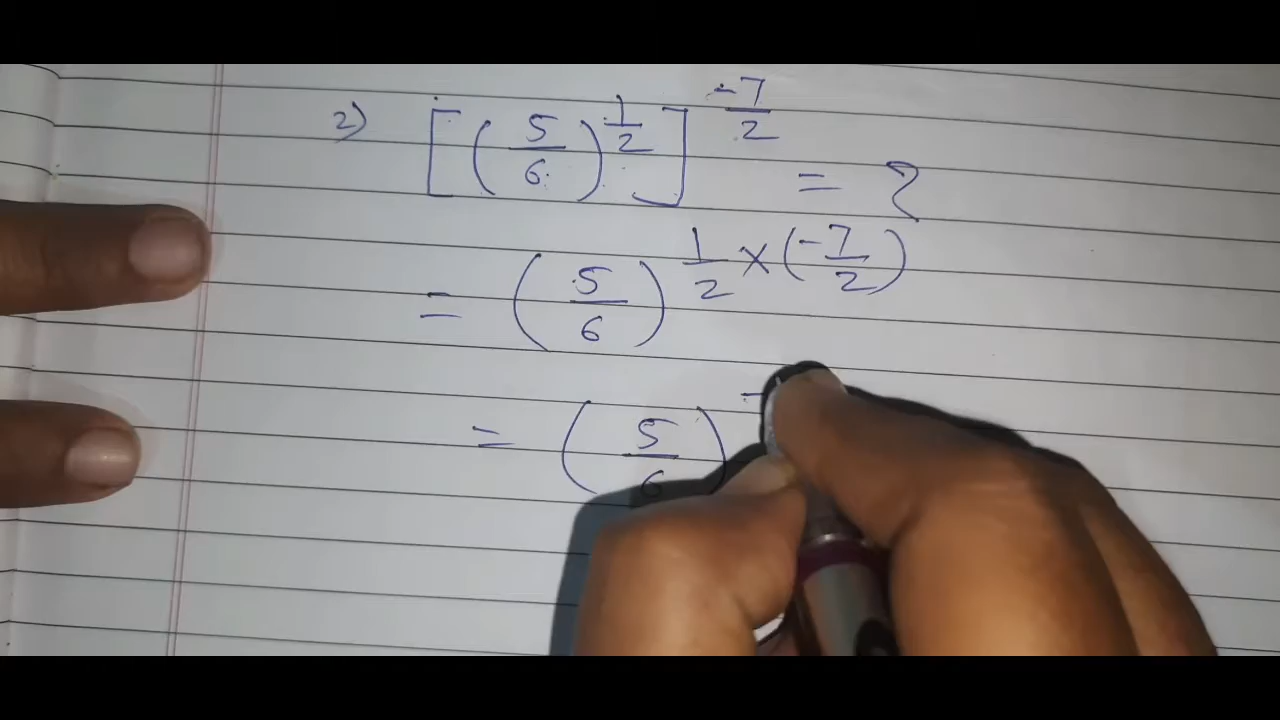 2) [(5/6)^1/2]^-7/2 = ?
= (5/6)^1/2 × (-7/2)
= (5/6)^-